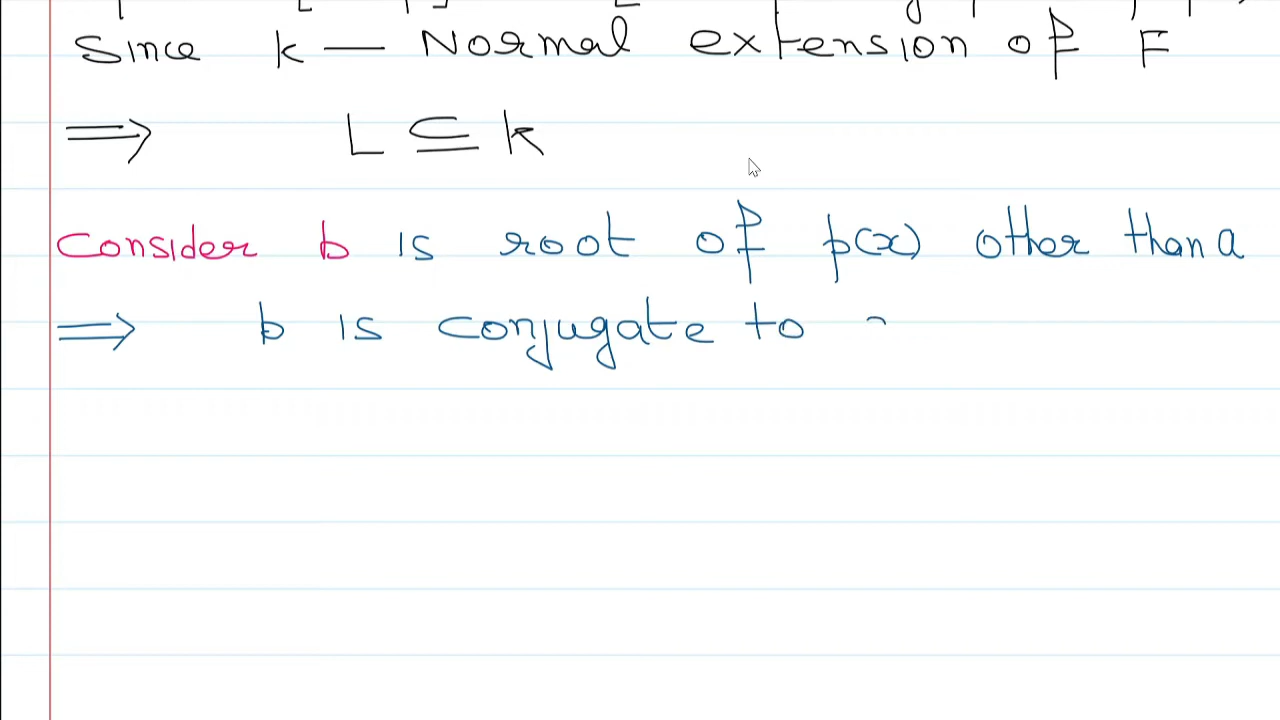 Since k — Normal extension of F
⟹ L ⊆ k
Consider b is root of p(x) other than a
⟹ b is conjugate to